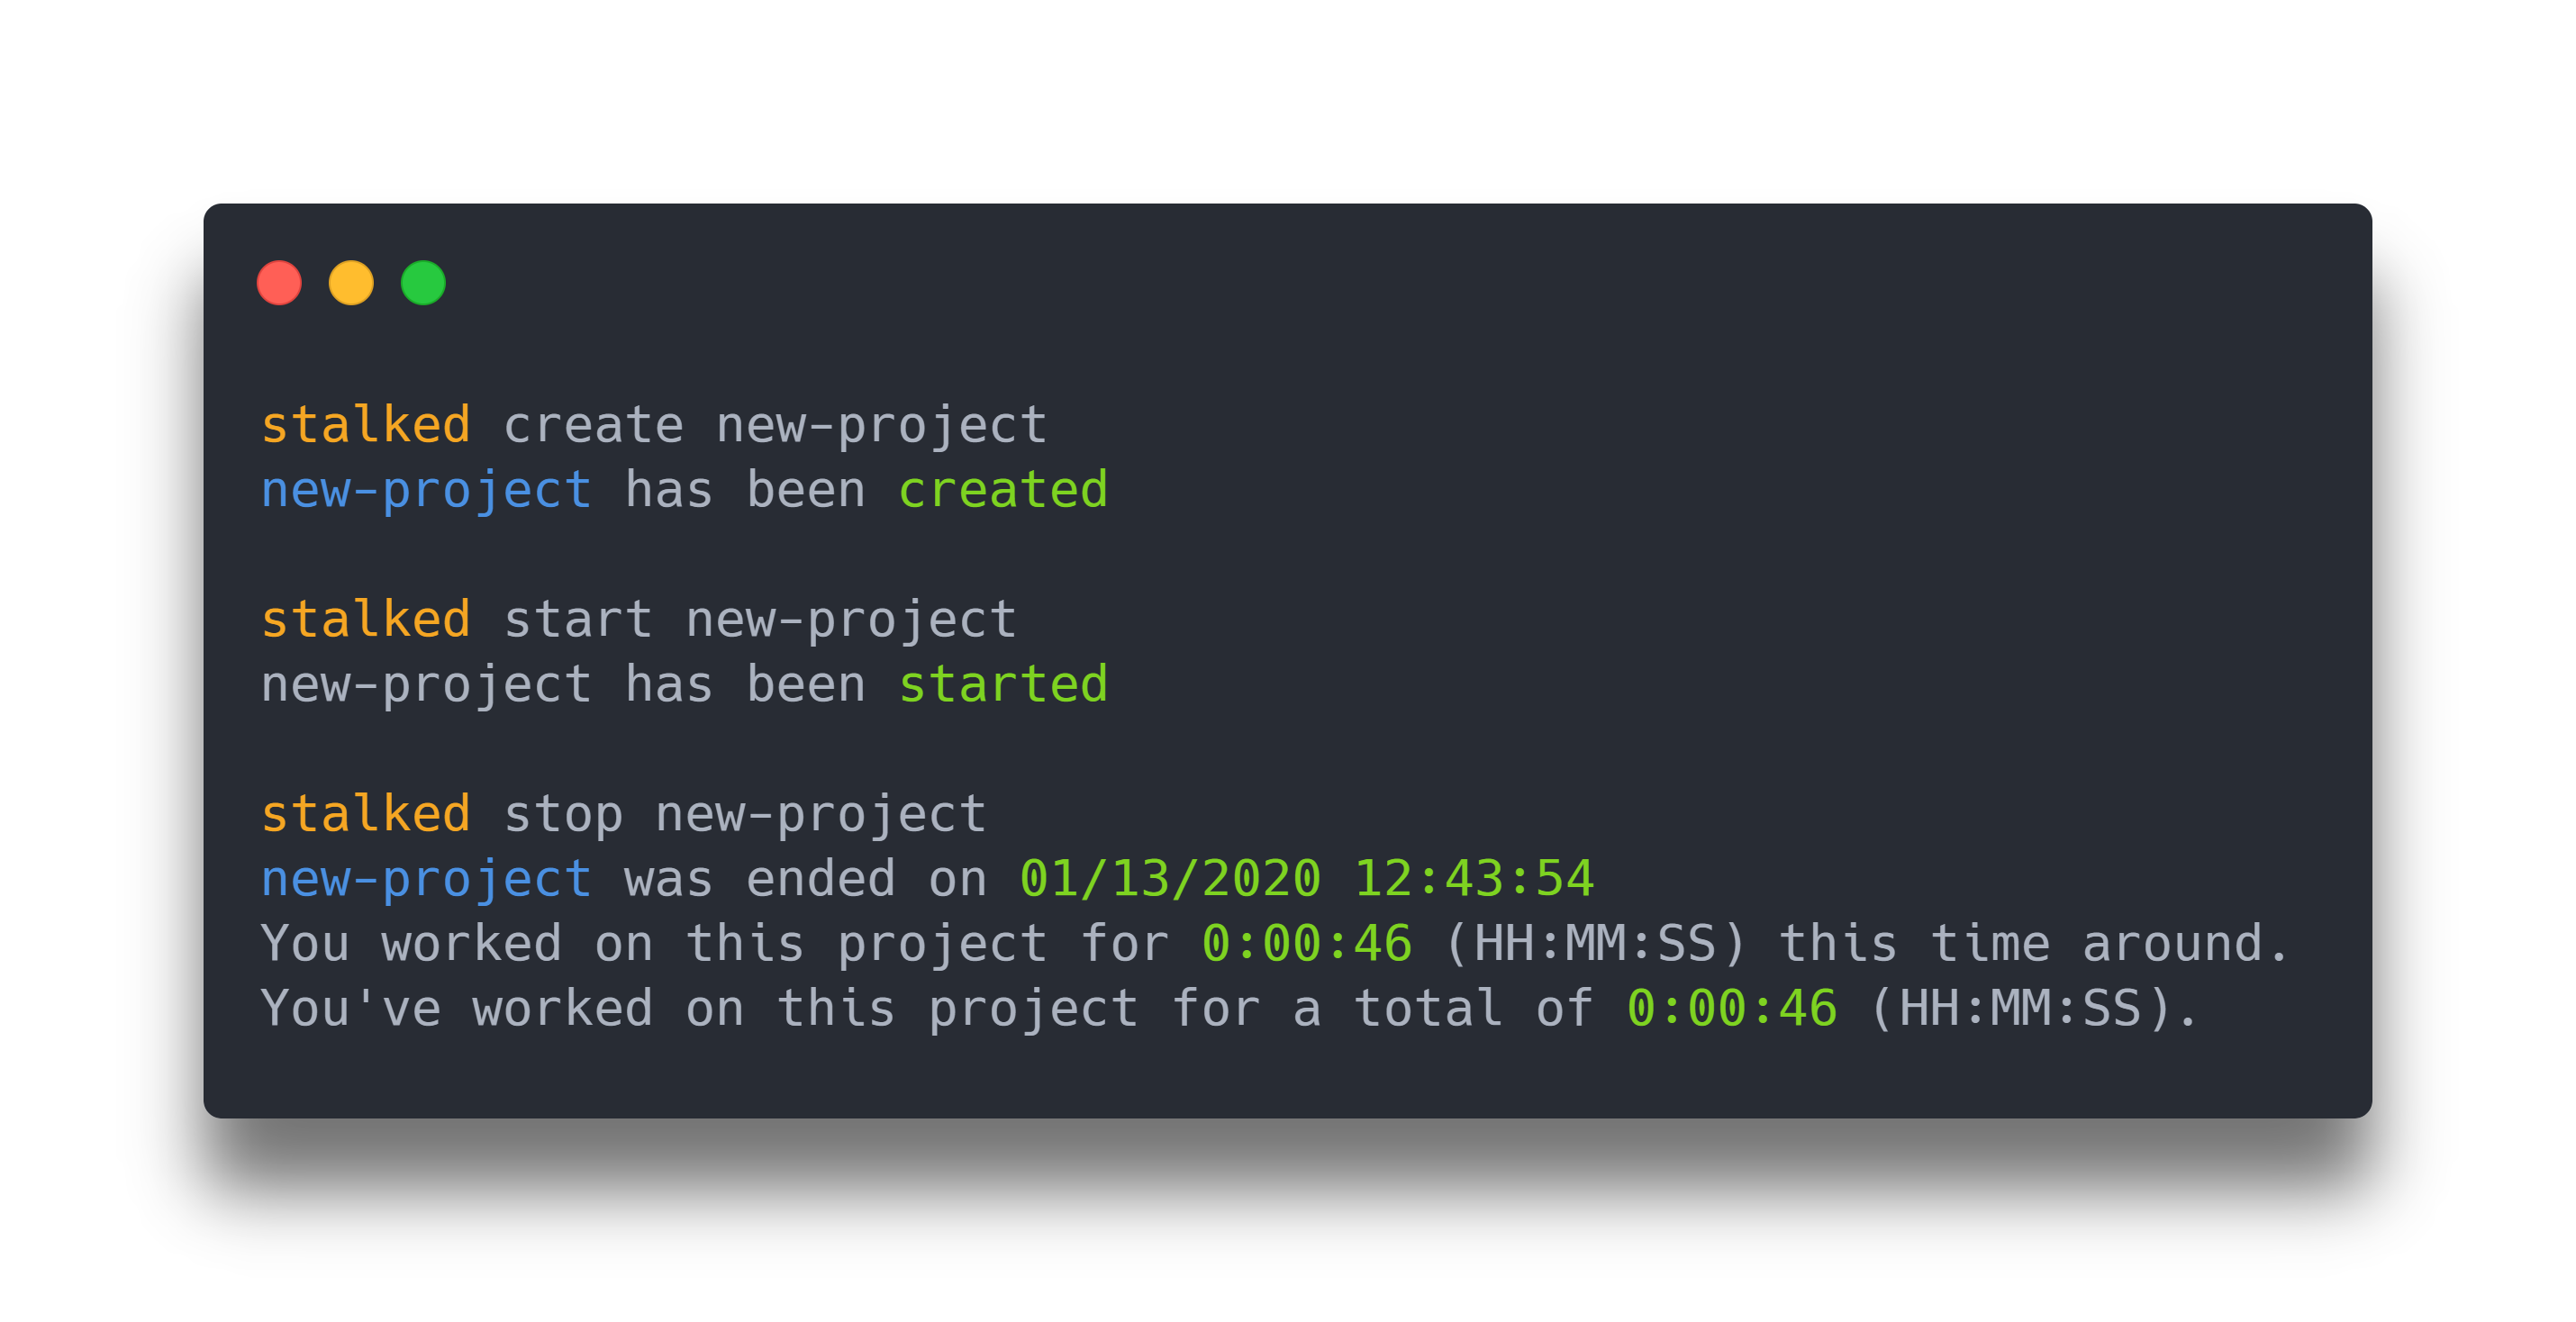 stalked create new-project
new-project has been created
stalked start new-project
new-project has been started
stalked stop new-project
new-project was ended on 01/13/2020 12:43:54
You worked on this project for 0:00:46 (HH:MM:SS) this time around.
You've worked on this project for a total of 0:00:46 (HH:MM:SS).